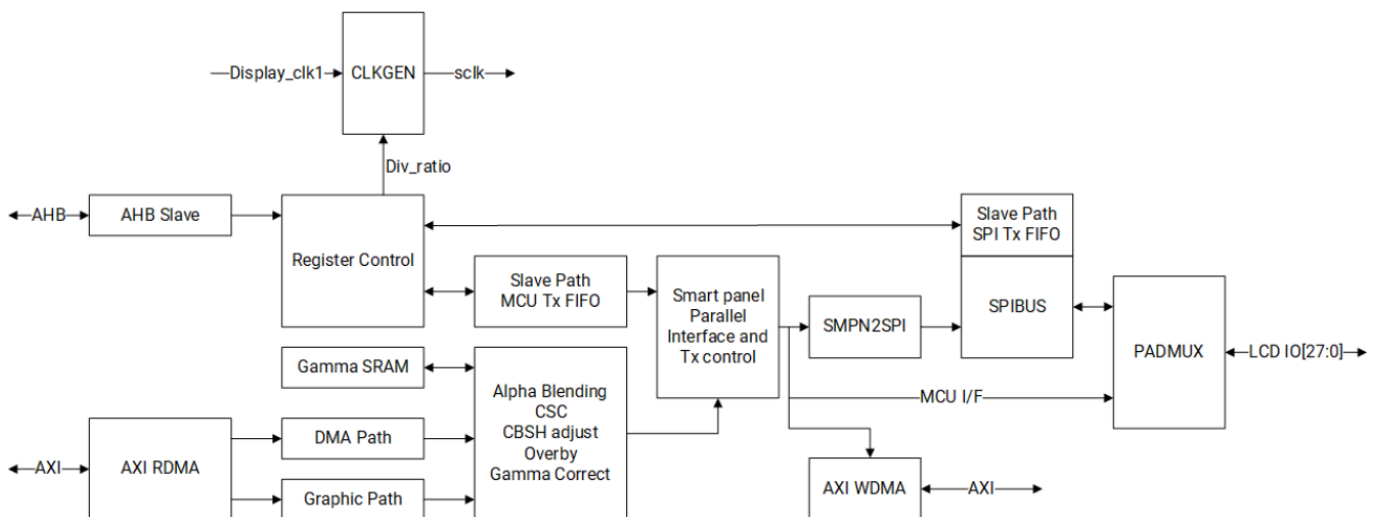 Display_clk1
CLKGEN
sclk
Div_ratio
AHB
AHB Slave
Register Control
Slave Path
SPI Tx FIFO
Slave Path
MCU Tx FIFO
Smart panel
Parallel
Interface and
Tx control
SMPN2SPI
SPIBUS
PADMUX
LCD IO[27:0]
MCU I/F
Gamma SRAM
Alpha Blending
CSC
CBSH adjust
Overby
Gamma Correct
AXI
AXI RDMA
DMA Path
Graphic Path
AXI WDMA
AXI